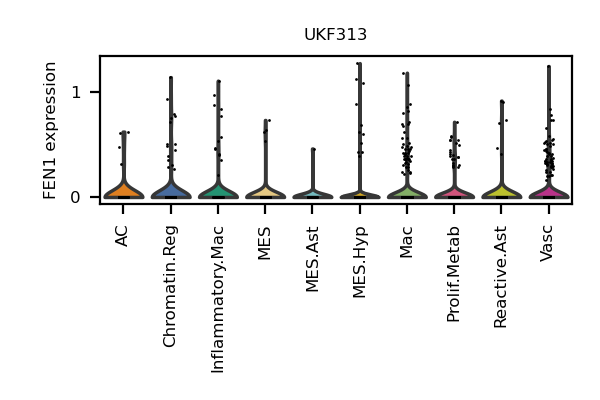 UKF313
FEN1 expression
1
0
AC
Chromatin.Reg
Inflammatory.Mac
MES
MES.Ast
MES.Hyp
Mac
Prolif.Metab
Reactive.Ast
Vasc